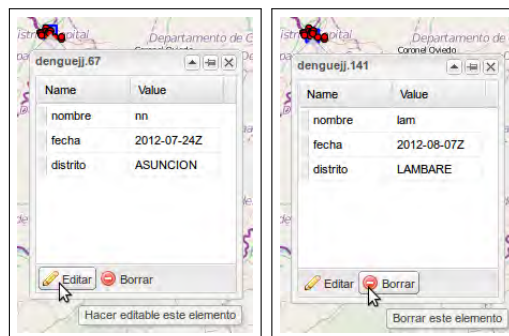 Departamento de
Coronel Oviedo
denguejj.67
Name Value
nombre nn
fecha 2012-07-24Z
distrito ASUNCION
Editar Borrar
Hacer editable este elemento
Departamento de
Coronel Oviedo
denguejj.141
Name Value
nombre lam
fecha 2012-08-07Z
distrito LAMBARE
Editar Borrar
Borrar este elemento